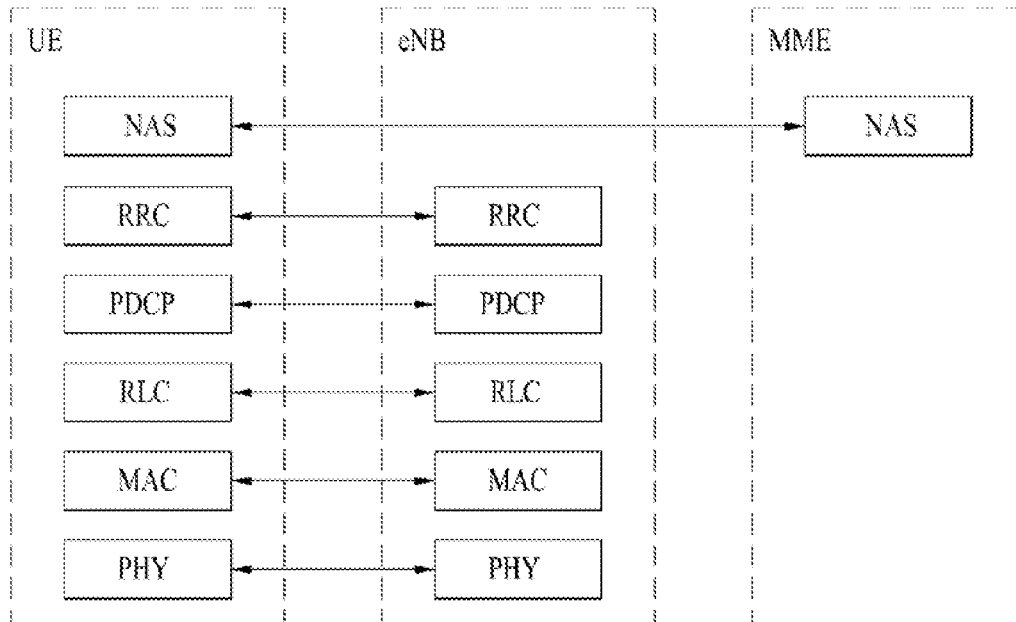 UE eNB MME
NAS NAS
RRC RRC
PDCP PDCP
RLC RLC
MAC MAC
PHY PHY